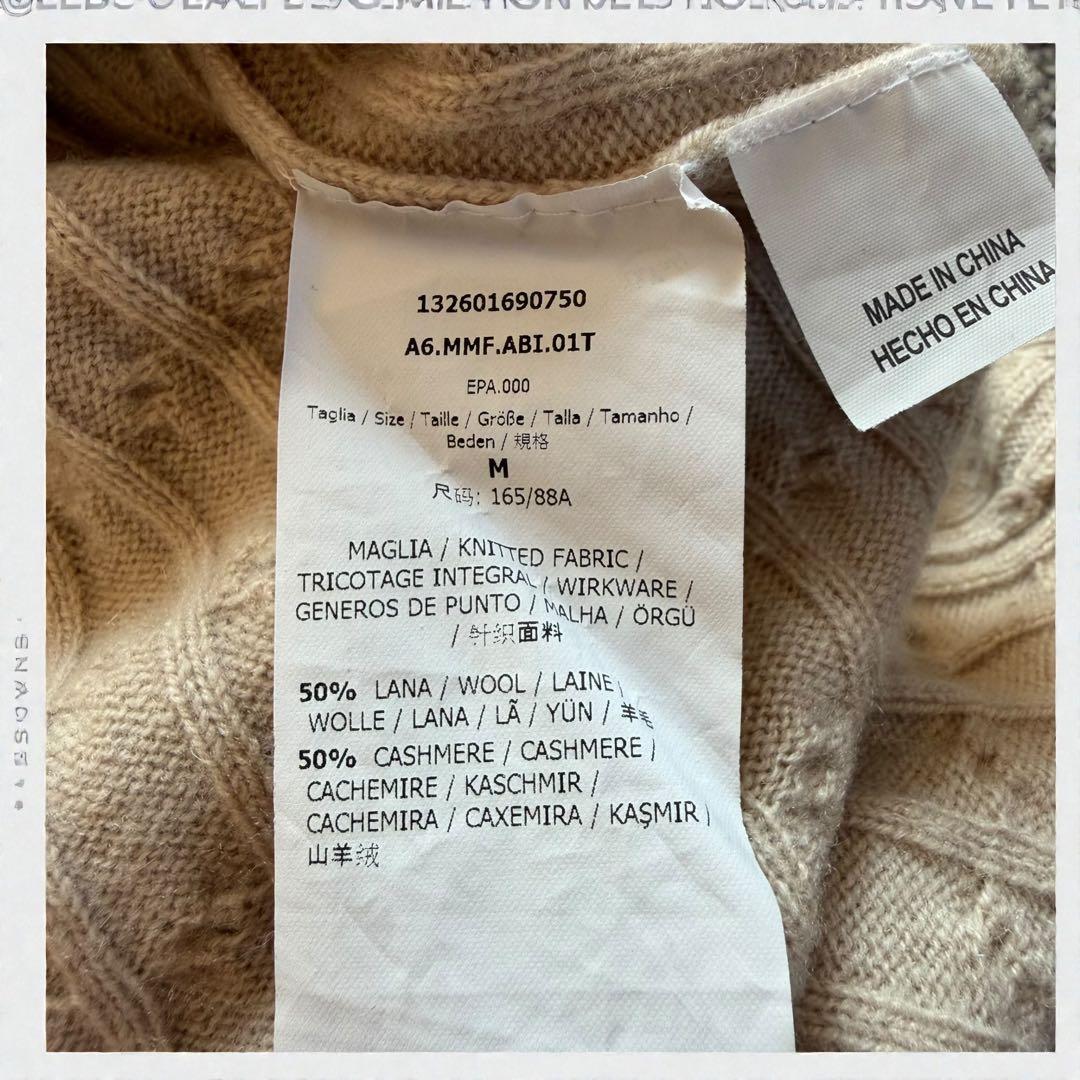 132601690750
A6.MMF.ABI.01T
EPA.000
Taglia / Size / Taille / Größe / Talla / Tamanho /
Beden / 規格
M
尺码: 165/88A
MAGLIA / KNITTED FABRIC /
TRICOTAGE INTEGRAL / WIRKWARE /
GENEROS DE PUNTO / MALHA / ÖRGÜ
/ 针织面料
50% LANA / WOOL / LAINE /
WOLLE / LANA / LÃ / YÜN / 羊毛
50% CASHMERE / CASHMERE /
CACHEMIRE / KASCHMIR /
CACHEMIRA / CAXEMIRA / KAŞMIR /
山羊绒
MADE IN CHINA
HECHO EN CHINA